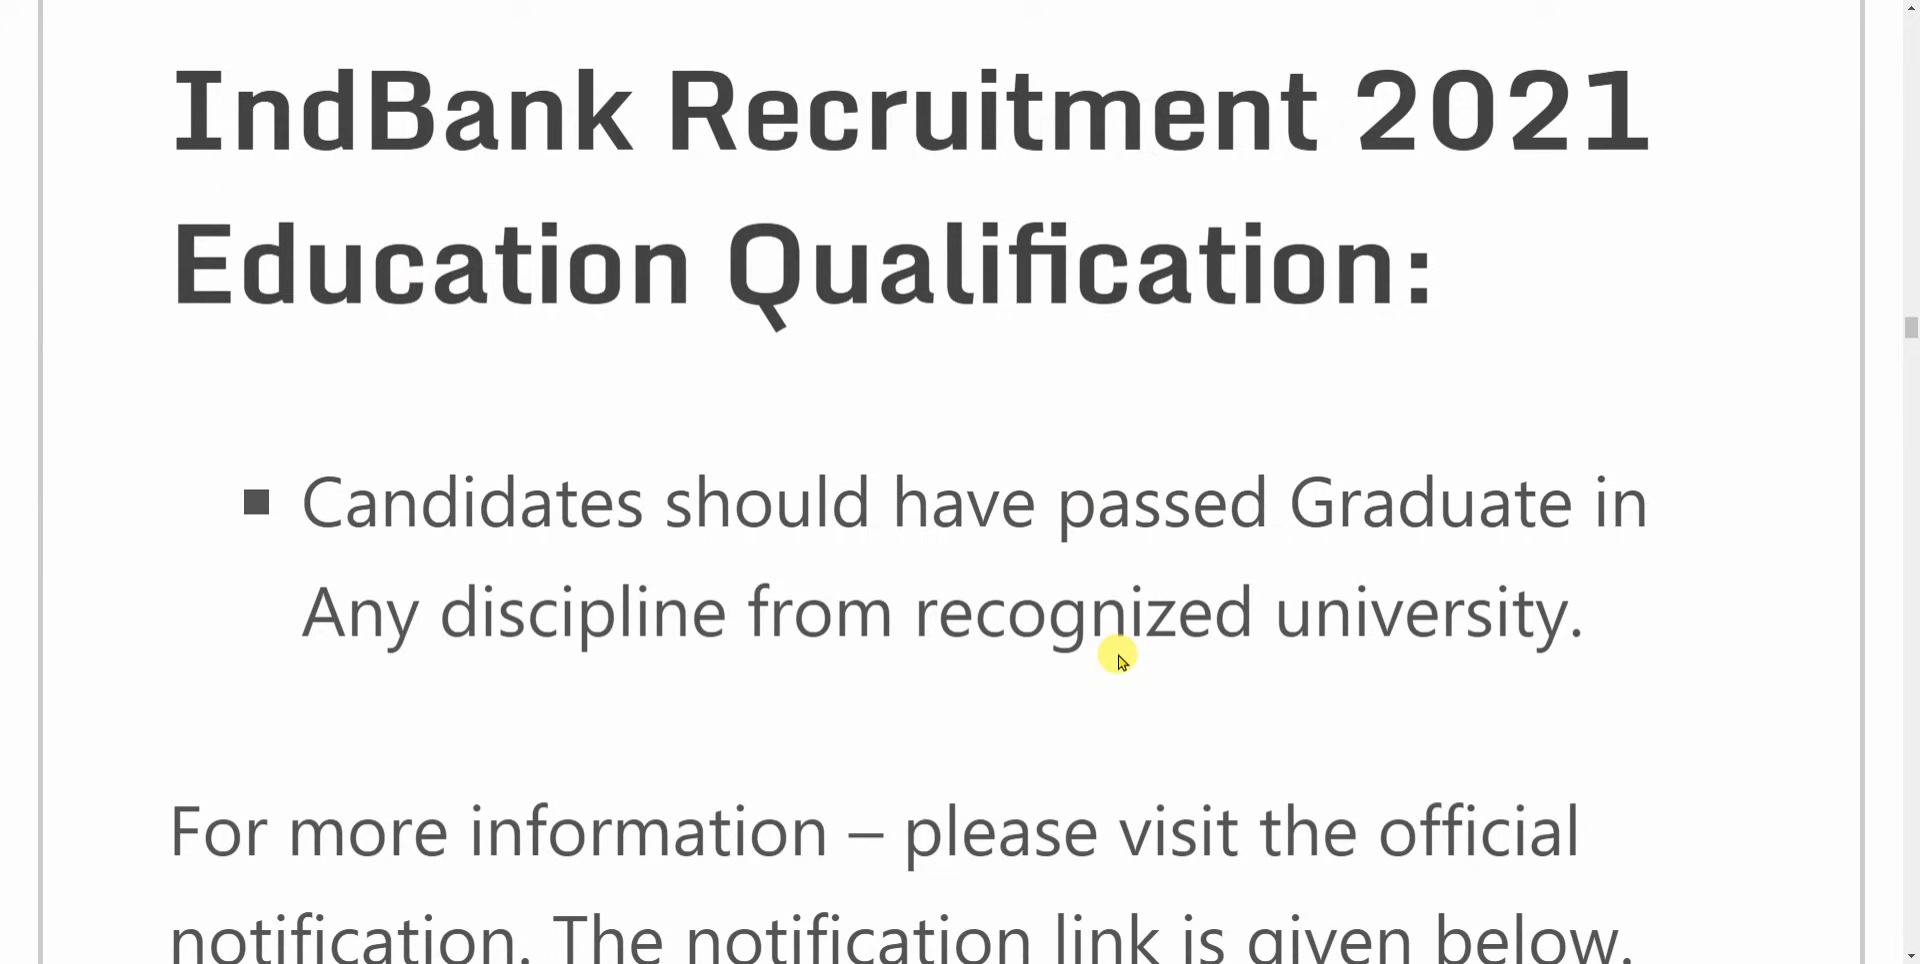 IndBank Recruitment 2021
Education Qualification:
▪ Candidates should have passed Graduate in
Any discipline from recognized university.
For more information – please visit the official
notification. The notification link is given below.